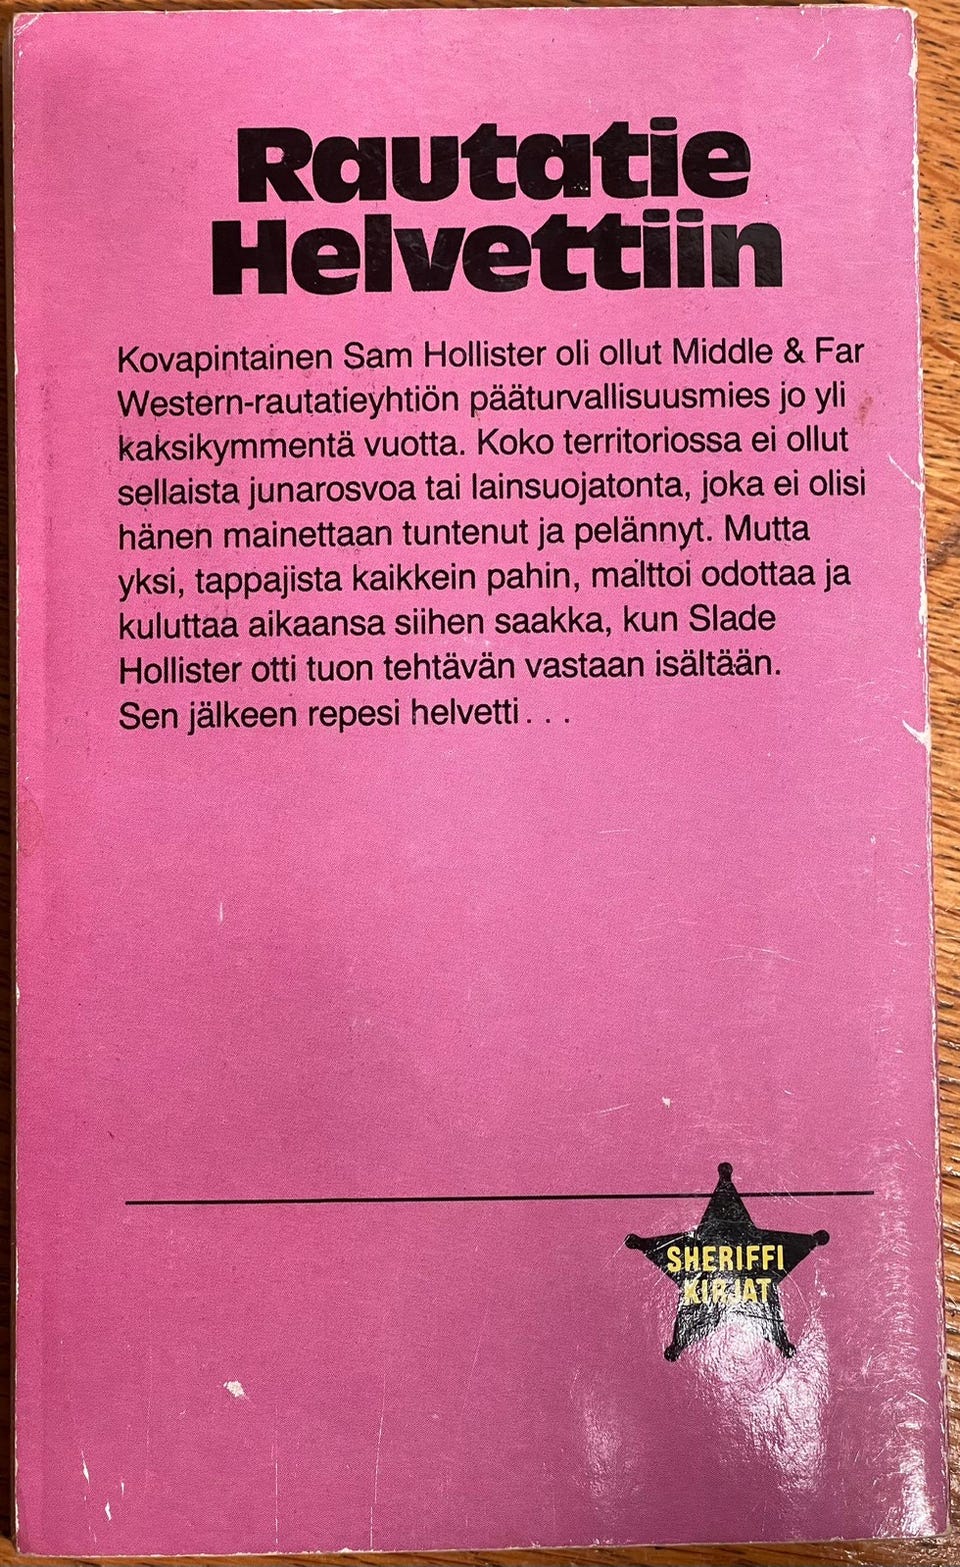 Rautatie
Helvettiin
Kovapintainen Sam Hollister oli ollut Middle & Far
Western-rautatieyhtiön pääturvallisuusmies jo yli
kaksikymmentä vuotta. Koko territoriossa ei ollut
sellaista junarosvoa tai lainsuojatonta, joka ei olisi
hänen mainettaan tuntenut ja pelännyt. Mutta
yksi, tappajista kaikkein pahin, malttoi odottaa ja
kuluttaa aikaansa siihen saakka, kun Slade
Hollister otti tuon tehtävän vastaan isältään.
Sen jälkeen repesi helvetti . . .
SHERIFFI
KIRJAT